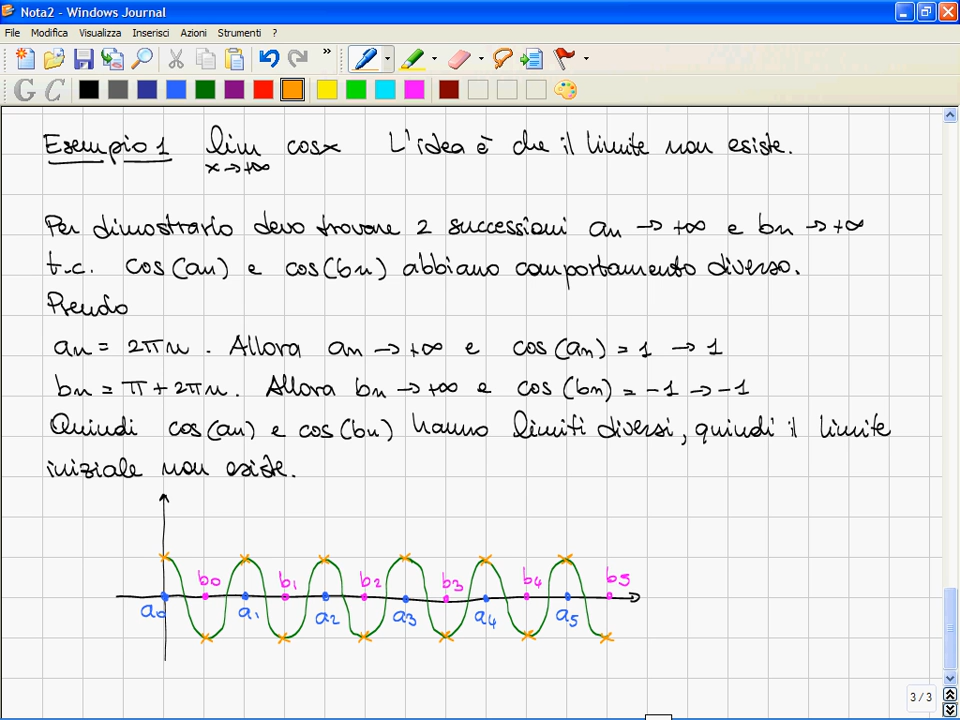 Nota2 - Windows Journal
File Modifica Visualizza Inserisci Azioni Strumenti ?
»
G C
Esempio 1 lim cosx L'idea è che il limite non esiste.
x→+∞
Per dimostrarlo devo trovare 2 successioni an → +∞ e bn → +∞
t.c. cos(an) e cos(bn) abbiano comportamento diverso.
Prendo
an = 2πn. Allora an → +∞ e cos(an) = 1 → 1
bn = π + 2πn. Allora bn → +∞ e cos(bn) = -1 → -1
Quindi cos(an) e cos(bn) hanno limiti diversi, quindi il limite
iniziale non esiste.
b0 b1 b2 b3 b4 b5
a0 a1 a2 a3 a4 a5
3 / 3